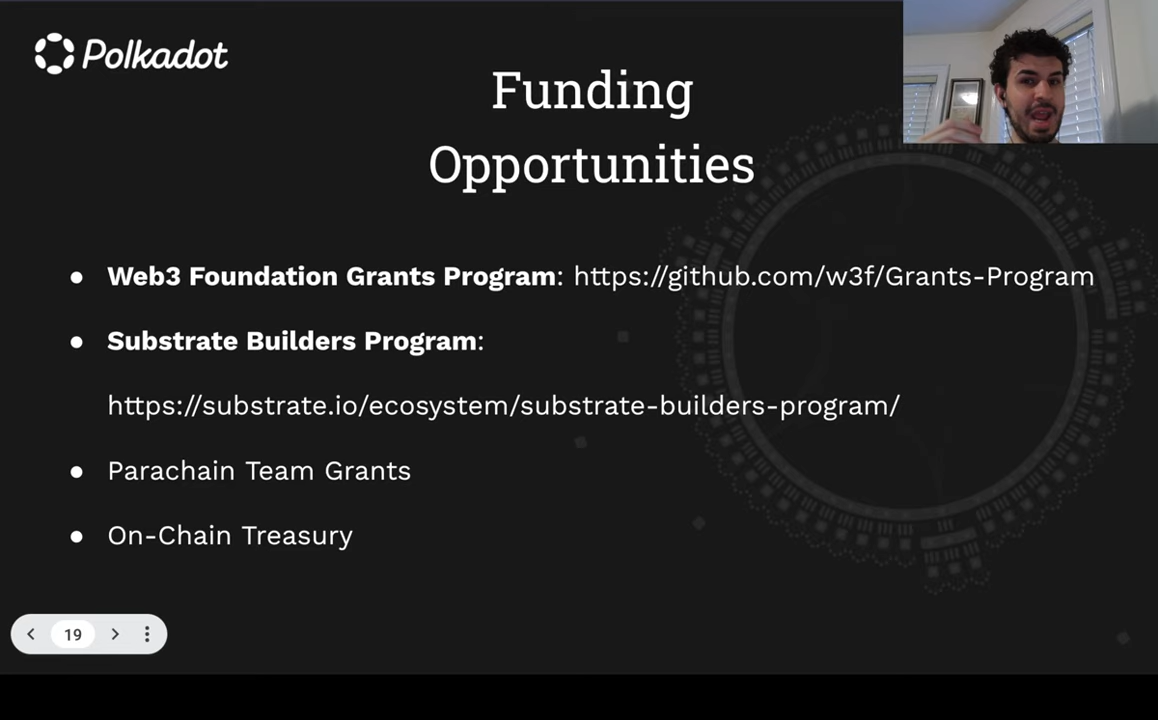 Polkadot
Funding
Opportunities
● Web3 Foundation Grants Program: https://github.com/w3f/Grants-Program
● Substrate Builders Program:
https://substrate.io/ecosystem/substrate-builders-program/
● Parachain Team Grants
● On-Chain Treasury
19